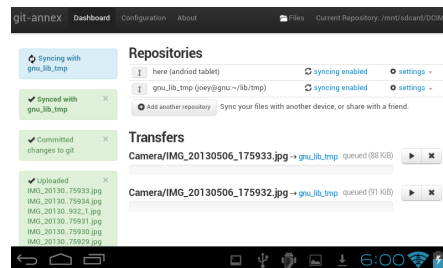 git-annex Dashboard Configuration About Files Current Repository: /mnt/sdcard/DCIM
Syncing with
gnu_lib_tmp
Synced with
gnu_lib_tmp
Committed
changes to git
Uploaded
IMG_20130..75933.jpg
IMG_20130..75934.jpg
IMG_20130..932_1.jpg
IMG_20130..75931.jpg
IMG_20130..75930.jpg
IMG_20130..75929.jpg
Repositories
here (andriod tablet) syncing enabled settings
gnu_lib_tmp (joey@gnu:~/lib/tmp) syncing enabled settings
Add another repository Sync your files with another device, or share with a friend.
Transfers
Camera/IMG_20130506_175933.jpg → gnu_lib_tmp queued (88 KiB)
Camera/IMG_20130506_175932.jpg → gnu_lib_tmp queued (91 KiB)
6:00